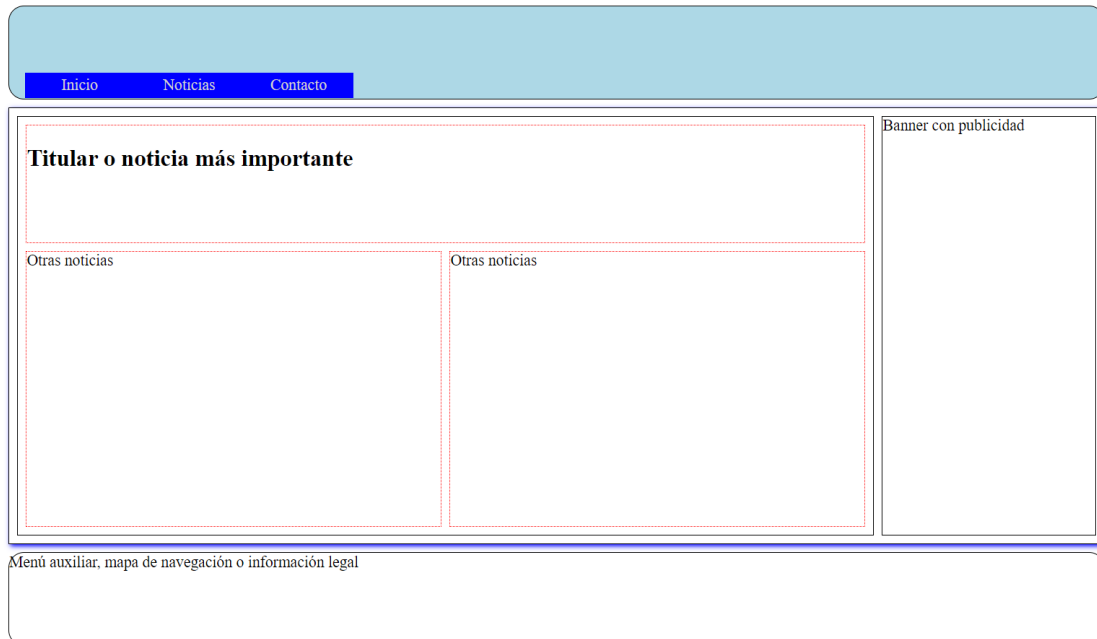 Inicio Noticias Contacto
Titular o noticia más importante
Banner con publicidad
Otras noticias
Otras noticias
Menú auxiliar, mapa de navegación o información legal